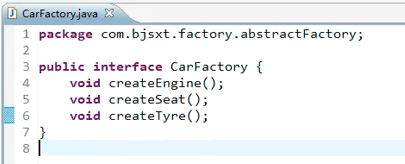 CarFactory.java
1 package com.bjsxt.factory.abstractFactory;
2
3 public interface CarFactory {
4 void createEngine();
5 void createSeat();
6 void createTyre();
7 }
8